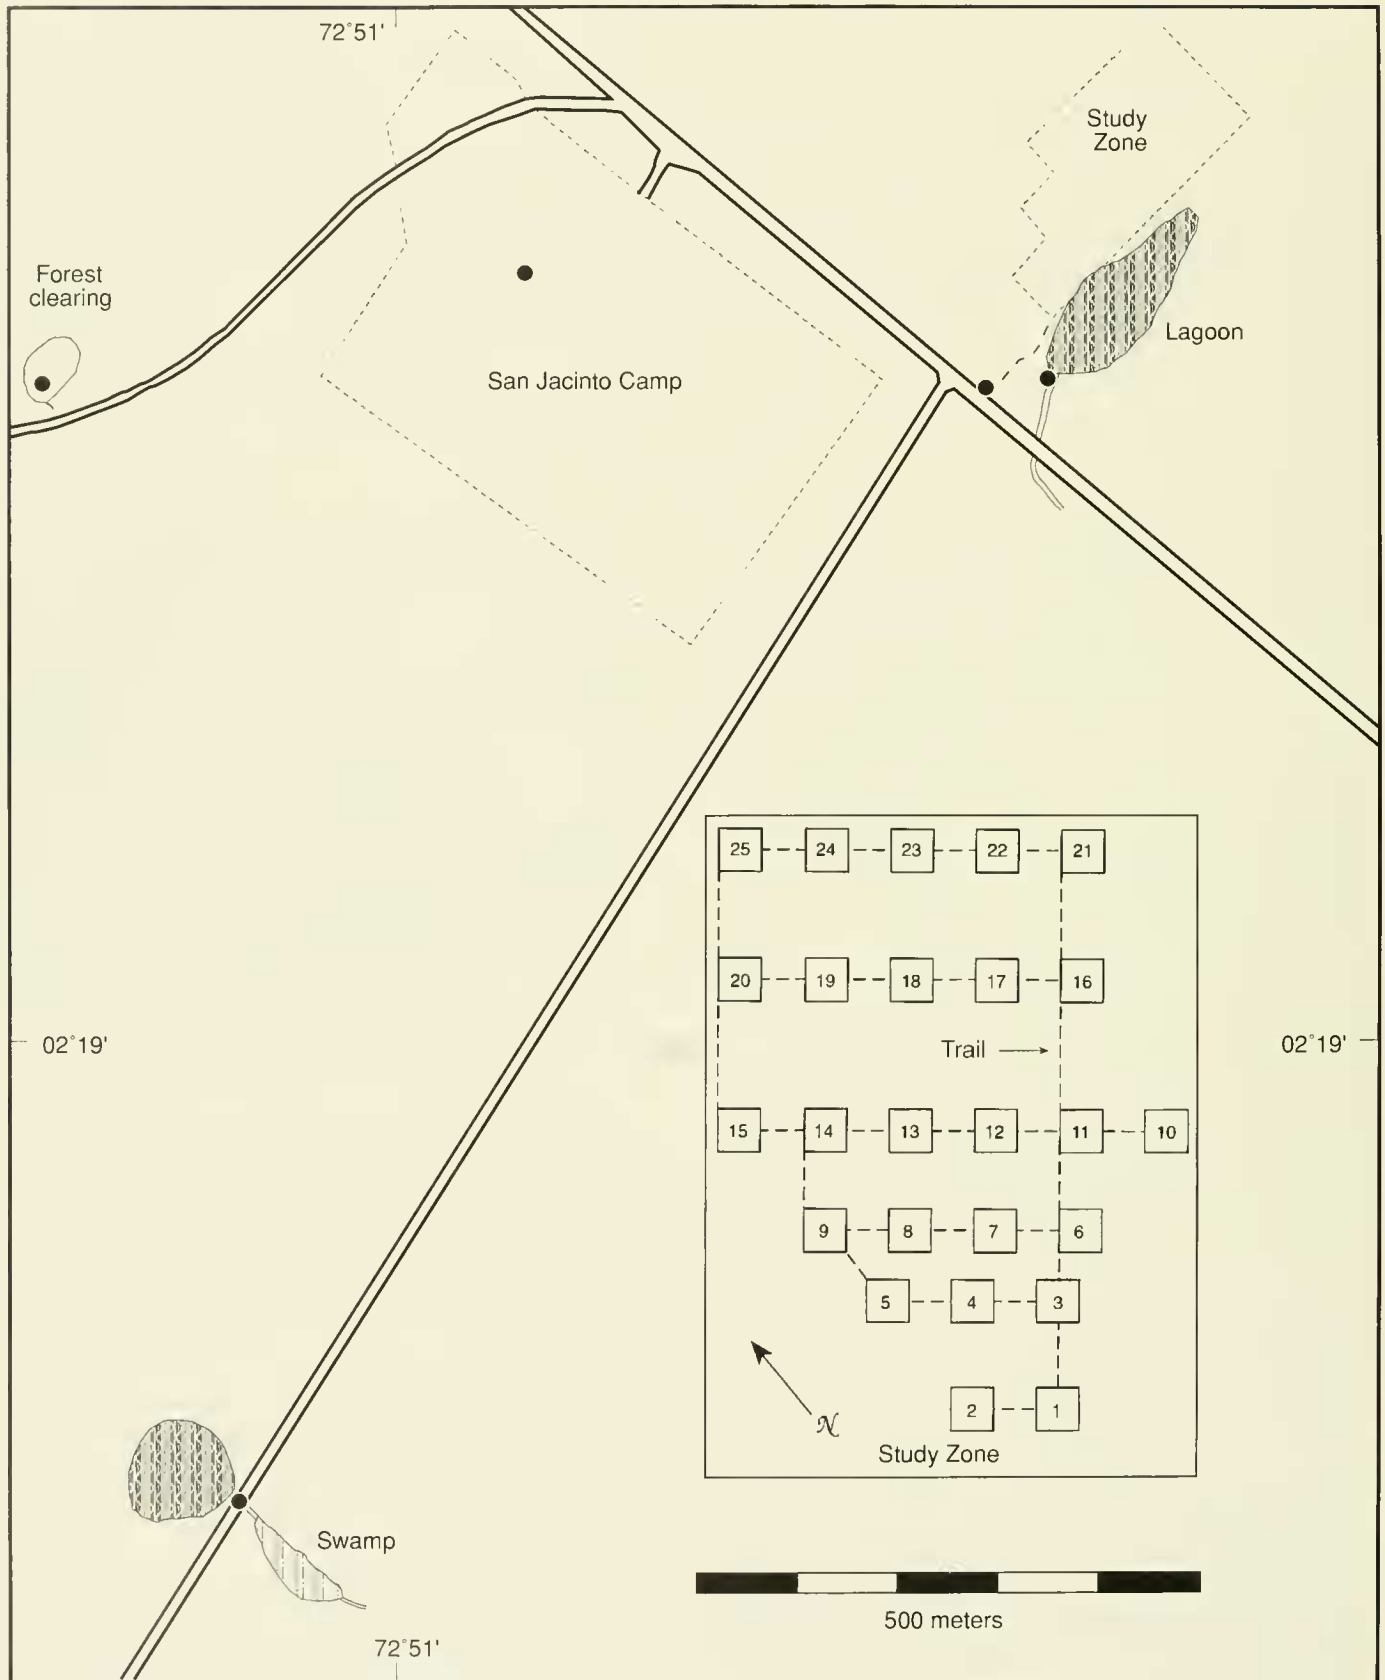 72°51'
Study
Zone
Forest
clearing
Lagoon
San Jacinto Camp
25 24 23 22 21
20 19 18 17 16
02°19'
Trail
02°19'
15 14 13 12 11 10
9 8 7 6
5 4 3
2 1
N
Study Zone
Swamp
500 meters
72°51'